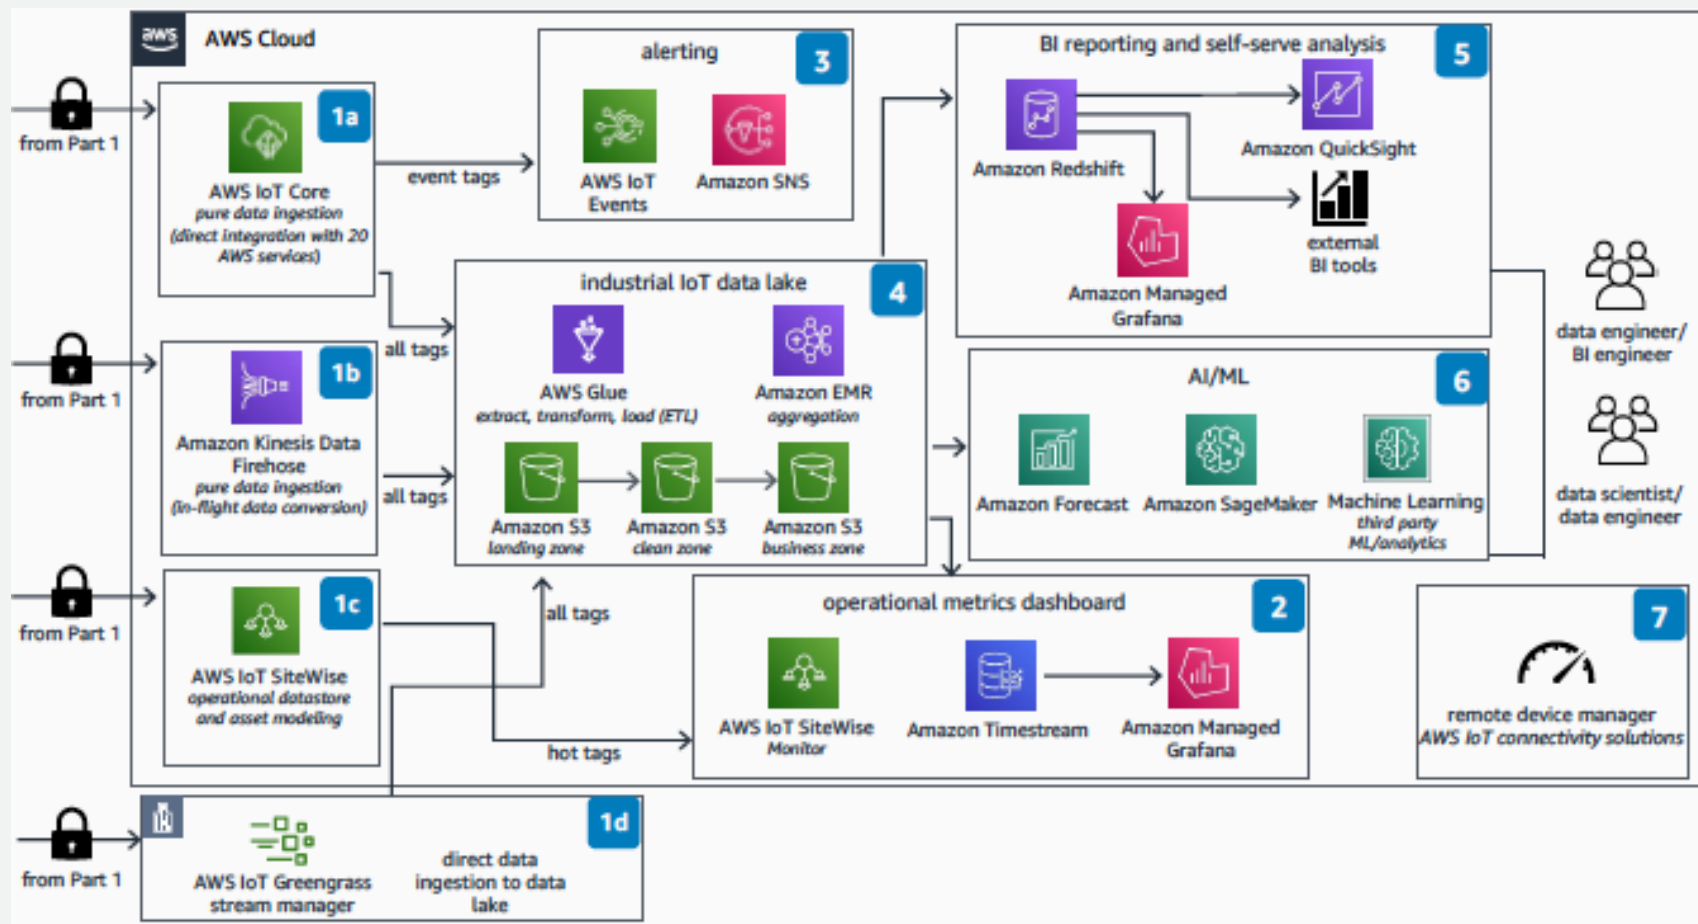 aws
AWS Cloud
from Part 1
1a
AWS IoT Core
pure data ingestion
(direct integration with 20
AWS services)
event tags
all tags
alerting
3
AWS IoT
Events
Amazon SNS
BI reporting and self-serve analysis
5
Amazon Redshift
Amazon QuickSight
Amazon Managed
Grafana
external
BI tools
data engineer/
BI engineer
from Part 1
1b
Amazon Kinesis Data
Firehose
pure data ingestion
(in-flight data conversion)
all tags
industrial IoT data lake
4
AWS Glue
extract, transform, load (ETL)
Amazon EMR
aggregation
Amazon S3
landing zone
Amazon S3
clean zone
Amazon S3
business zone
AI/ML
6
Amazon Forecast
Amazon SageMaker
Machine Learning
third party
ML/analytics
data scientist/
data engineer
from Part 1
1c
AWS IoT SiteWise
operational datastore
and asset modeling
all tags
hot tags
operational metrics dashboard
2
AWS IoT SiteWise
Monitor
Amazon Timestream
Amazon Managed
Grafana
7
remote device manager
AWS IoT connectivity solutions
from Part 1
1d
AWS IoT Greengrass
stream manager
direct data
ingestion to data
lake